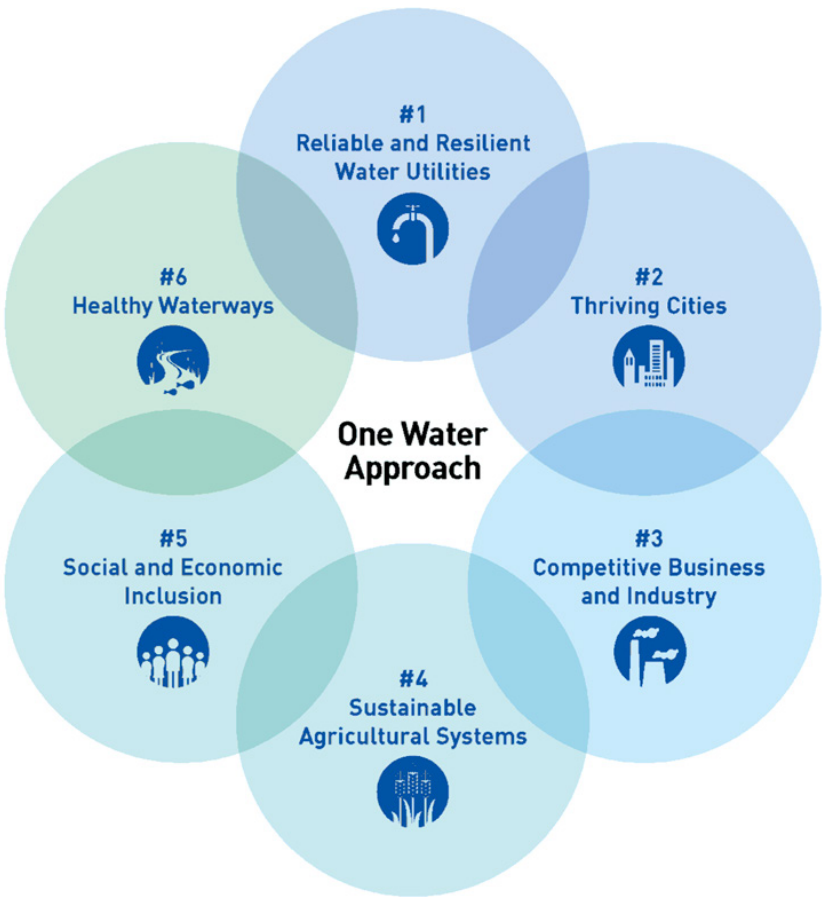 #1
Reliable and Resilient
Water Utilities
#2
Thriving Cities
#3
Competitive Business
and Industry
#4
Sustainable
Agricultural Systems
#5
Social and Economic
Inclusion
#6
Healthy Waterways
One Water
Approach